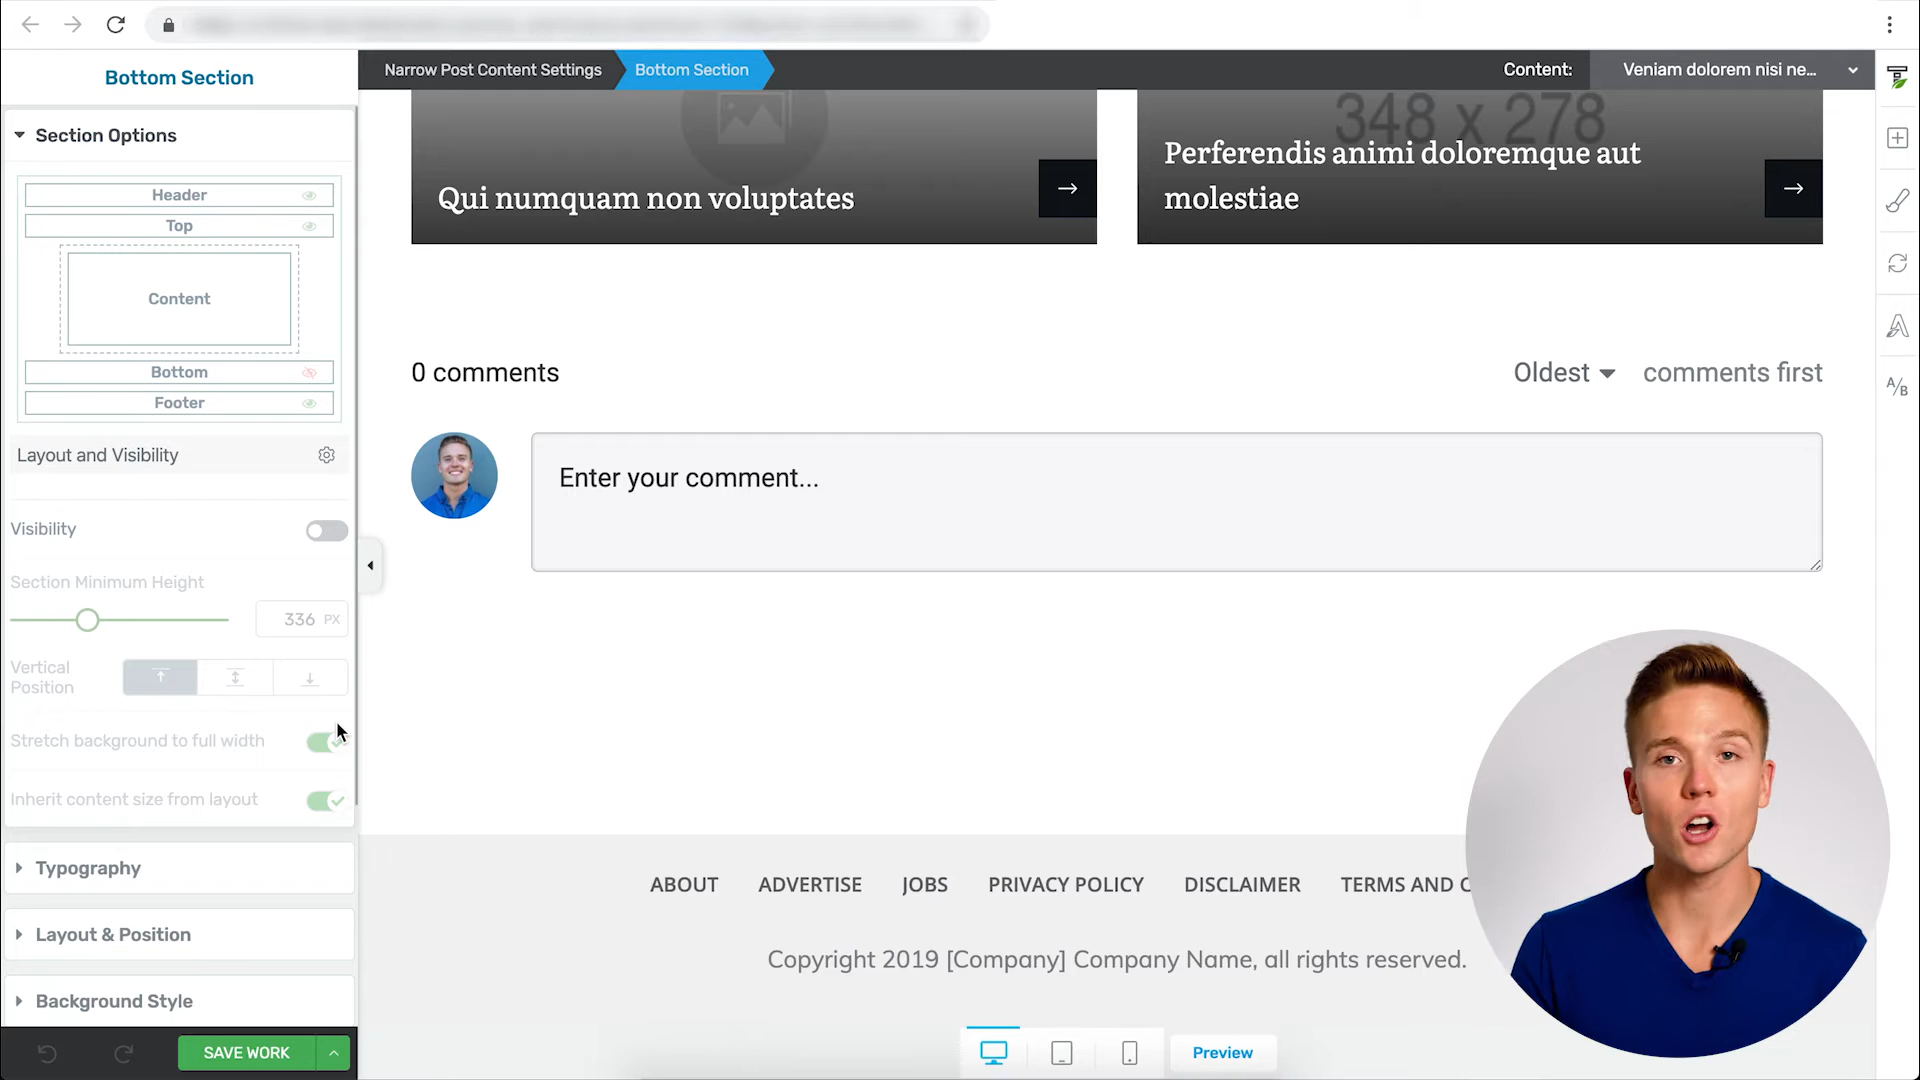 Bottom Section
Narrow Post Content Settings
Bottom Section
Content:
Veniam dolorem nisi ne...
Section Options
Header
Top
Content
Bottom
Footer
Layout and Visibility
Visibility
Section Minimum Height
336 PX
Vertical
Position
Stretch background to full width
Inherit content size from layout
Typography
Layout & Position
Background Style
SAVE WORK
Qui numquam non voluptates
348 x 278
Perferendis animi doloremque aut
molestiae
0 comments
Oldest
comments first
Enter your comment...
ABOUT ADVERTISE JOBS PRIVACY POLICY DISCLAIMER TERMS AND C
Copyright 2019 [Company] Company Name, all rights reserved.
Preview
A/B